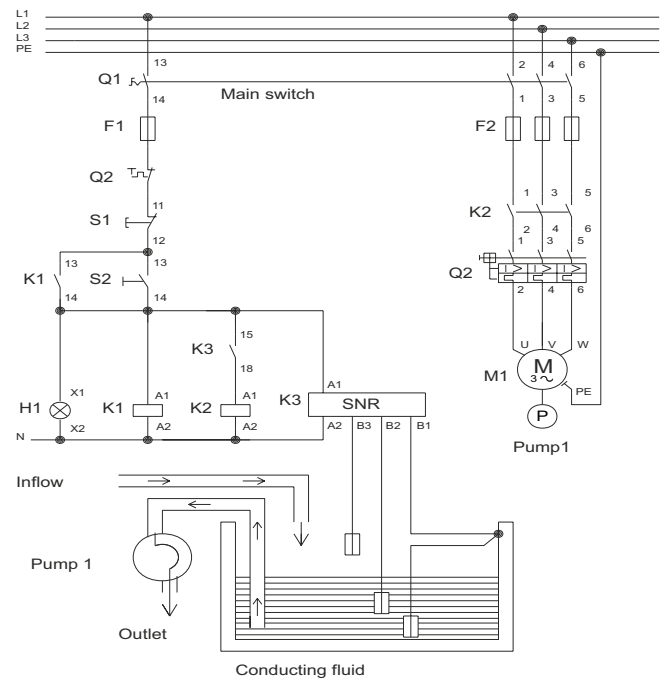 L1
L2
L3
PE
13
2 4 6
Q1
Main switch
14
1 3 5
F1
F2
Q2
1 3 5
11
K2
S1
2 4 6
12
1 3 5
13 13
K1 S2
Q2
14 14
2 4 6
15
K3
U V W
18
M1
M
3~
A1
X1 A1 A1
PE
H1 K1 K2 K3 SNR
P
X2 A2 A2 A2 B3 B2 B1
N
Pump1
Inflow
Pump 1
Outlet
Conducting fluid